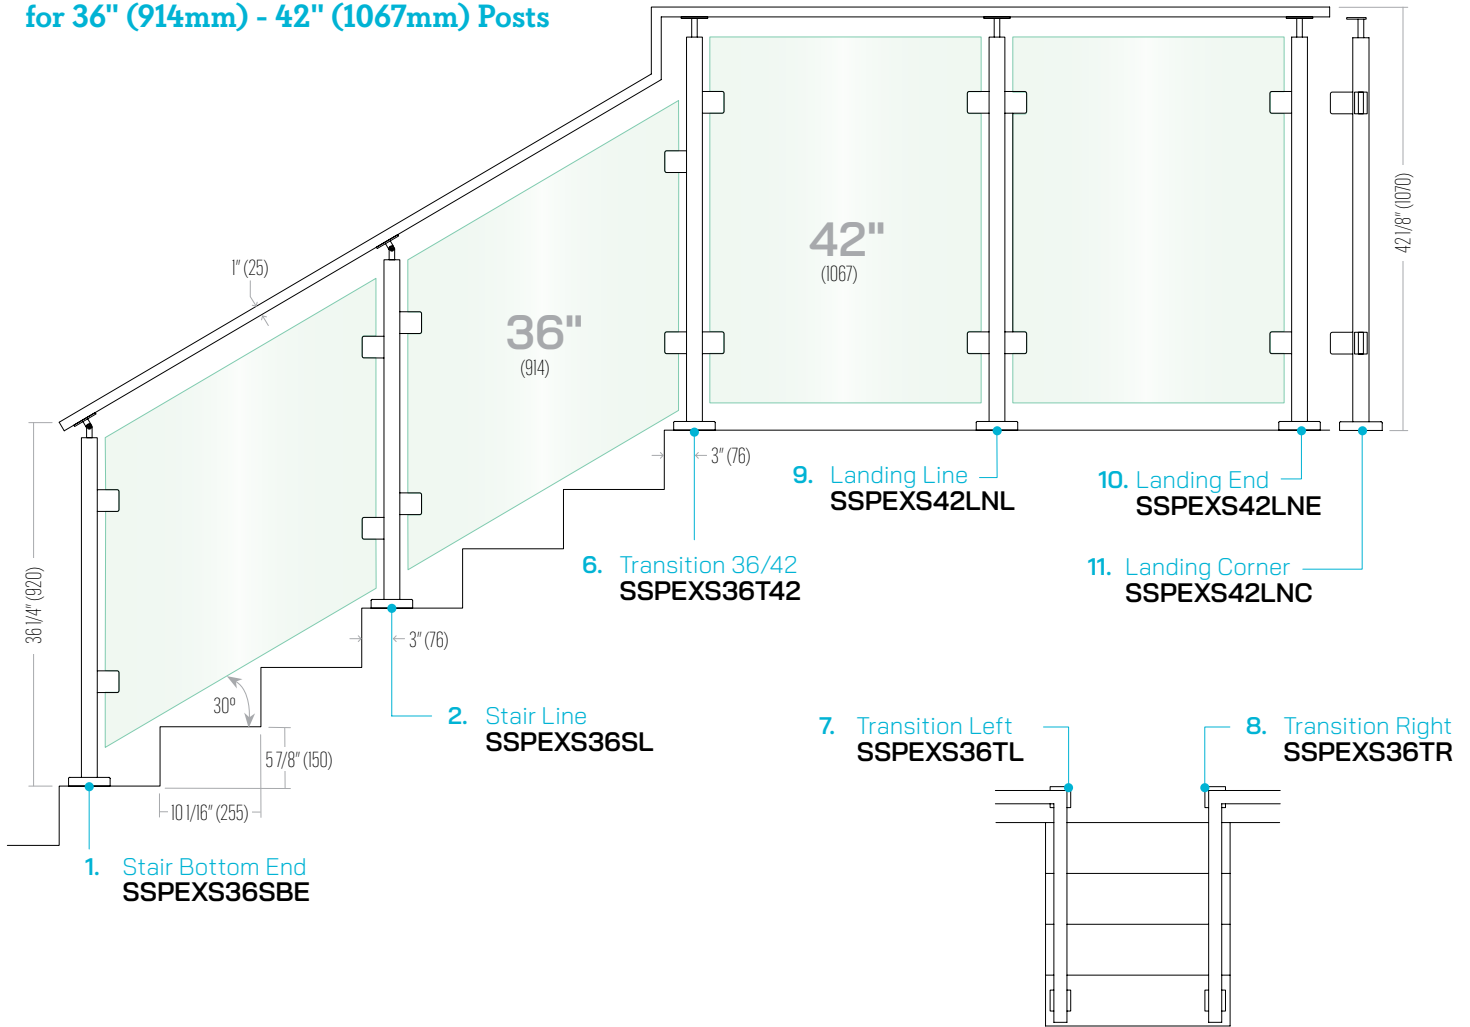 for 36" (914mm) - 42" (1067mm) Posts
1" (25)
42"
(1067)
36"
(914)
42 1/8" (1070)
3" (76)
9. Landing Line
SSPEXS42LNL
10. Landing End
SSPEXS42LNE
6. Transition 36/42
SSPEXS36T42
11. Landing Corner
SSPEXS42LNC
36 1/4" (920)
3" (76)
30º
2. Stair Line
SSPEXS36SL
5 7/8" (150)
10 1/16" (255)
7. Transition Left
SSPEXS36TL
8. Transition Right
SSPEXS36TR
1. Stair Bottom End
SSPEXS36SBE